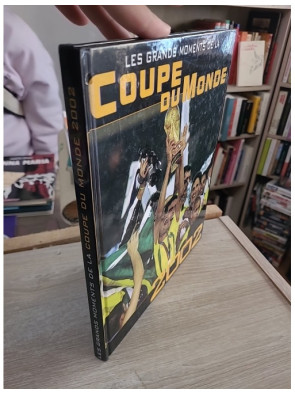 LES GRANDS MOMENTS DE LA
COUPE
DU MONDE
2002
LES GRANDS MOMENTS DE LA COUPE DU MONDE 2002